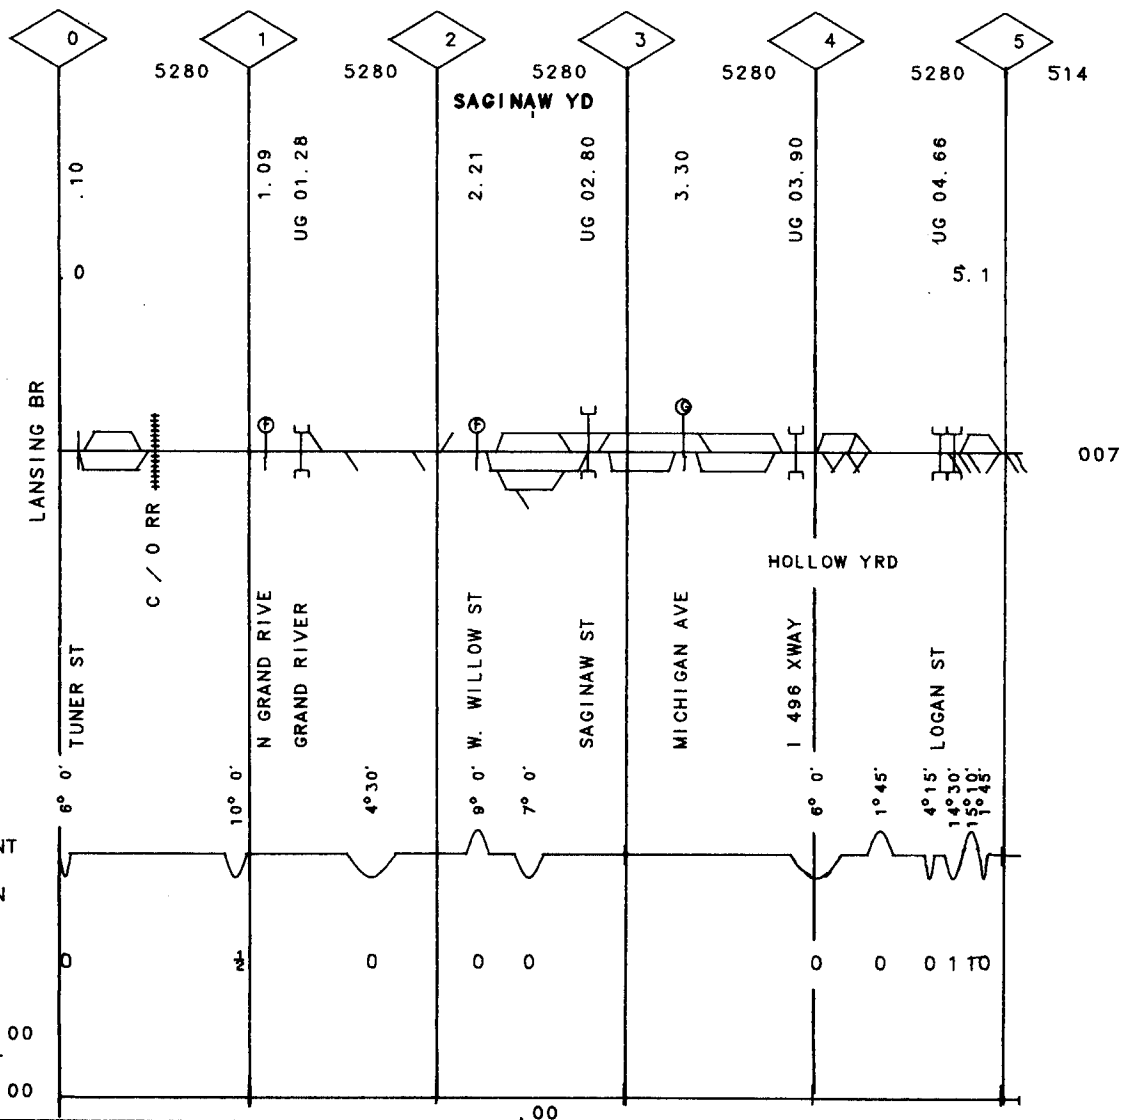 0 1 2 3 4 5
5280 5280 5280 5280 5280 514
SAGINAW YD
.10
1.09
UG 01.28
2.21
UG 02.80
3.30
UG 03.90
UG 04.66
0
5.1
LANSING BR
F
F
G
007
C / O RR
HOLLOW YRD
TUNER ST
N GRAND RIVE
GRAND RIVER
W. WILLOW ST
SAGINAW ST
MICHIGAN AVE
I 496 XWAY
LOGAN ST
6° 0'
10° 0'
4°30'
9° 0'
7° 0'
6° 0'
1°45'
4°15'
14°30'
15°10'
1°45'
NT
N
0 ½ 0 0 0 0 0 0 1
00
00
.00